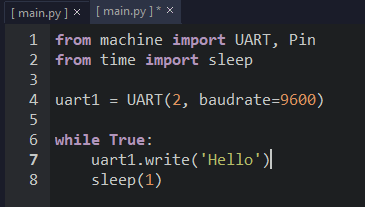 [ main.py ] × [ main.py ] * ×
1 from machine import UART, Pin
2 from time import sleep
3
4 uart1 = UART(2, baudrate=9600)
5
6 while True:
7     uart1.write('Hello')
8     sleep(1)